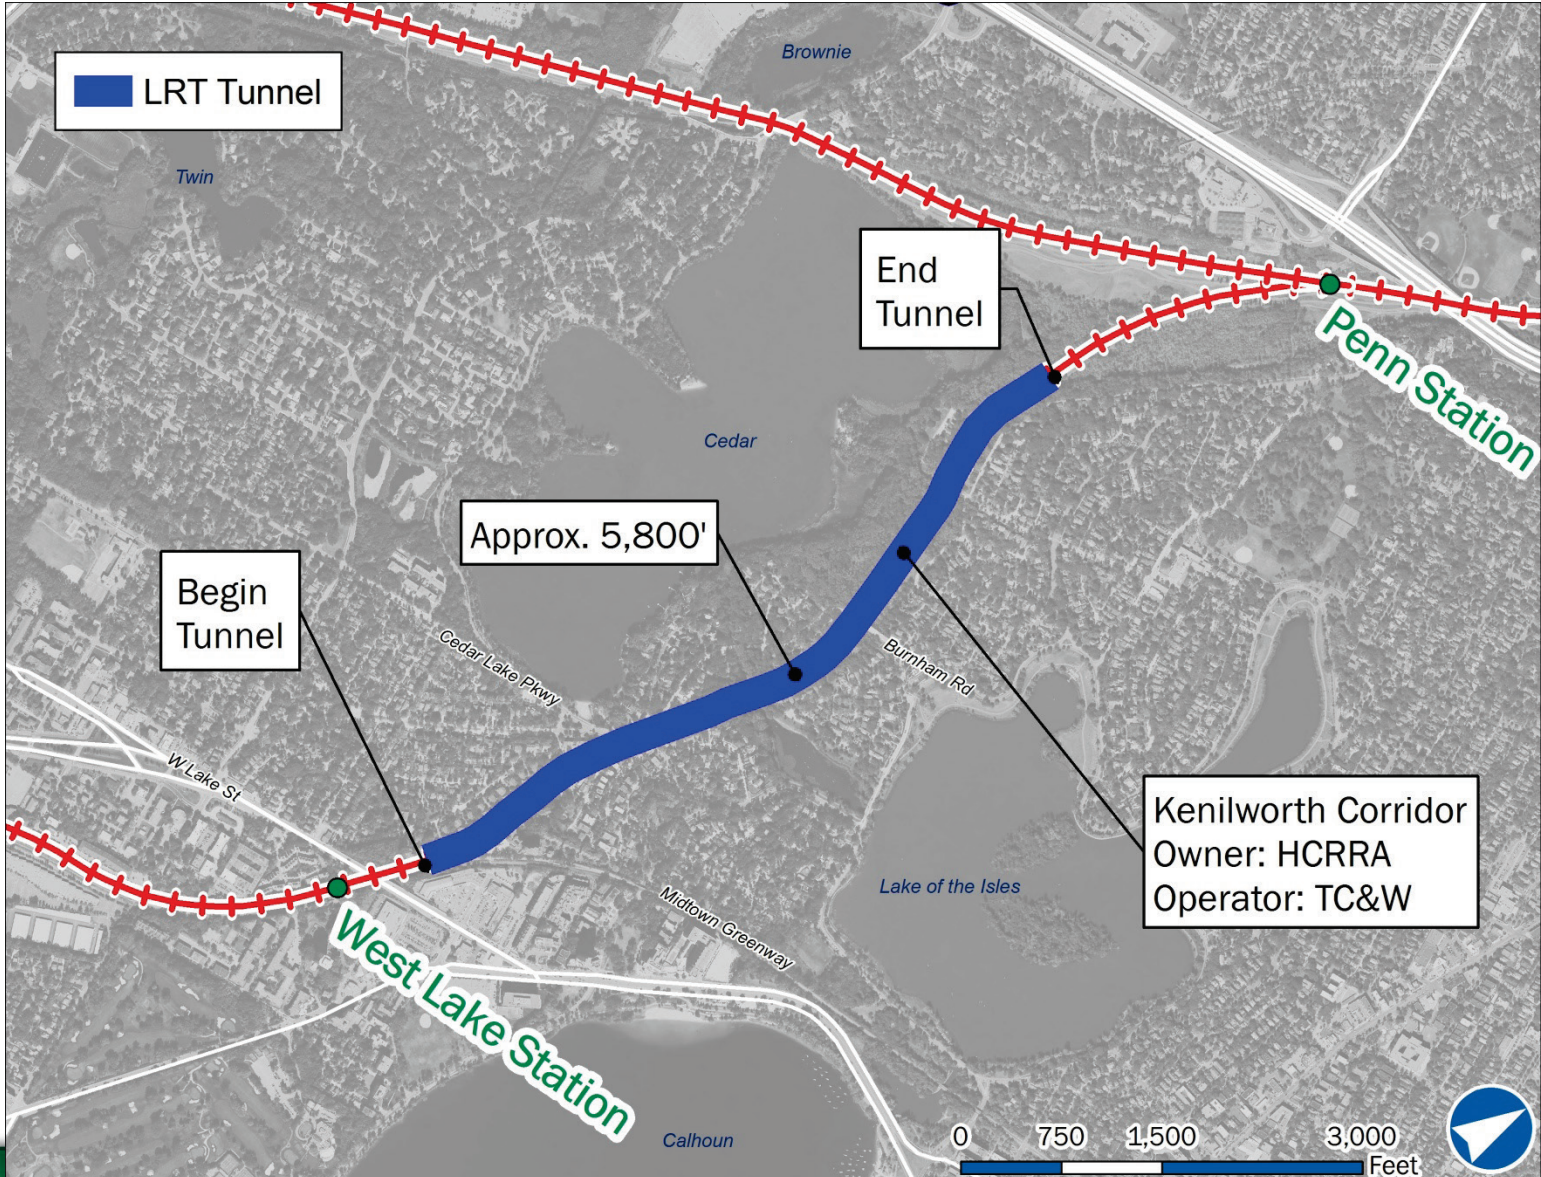 LRT Tunnel
Brownie
Twin
End
Tunnel
Penn Station
Cedar
Approx. 5,800'
Begin
Tunnel
Cedar Lake Pkwy
Burnham Rd
W Lake St
Kenilworth Corridor
Owner: HCRRA
Operator: TC&W
Lake of the Isles
Midtown Greenway
West Lake Station
Calhoun
0 750 1,500 3,000
Feet